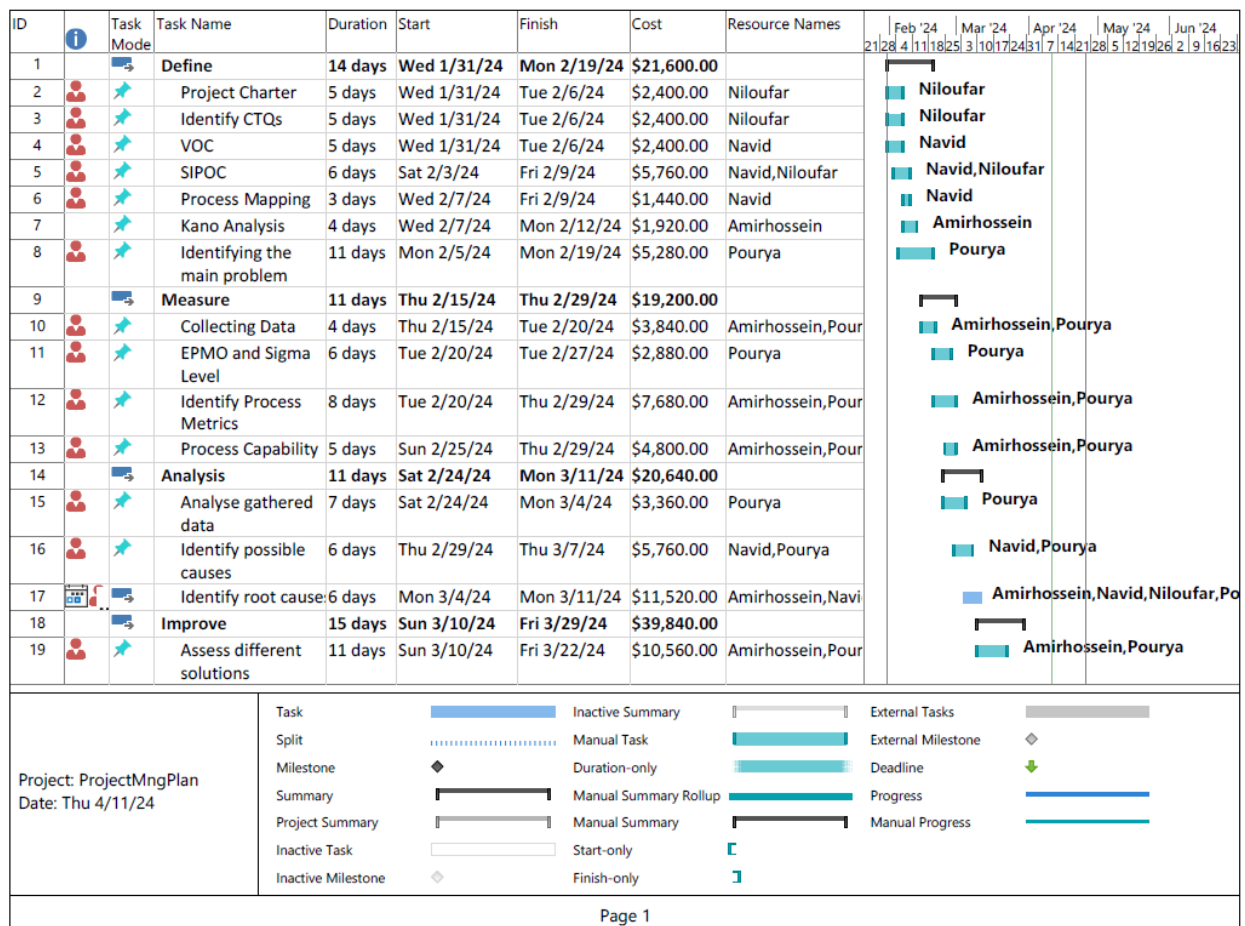 ID Task Mode Task Name Duration Start Finish Cost Resource Names Feb '24 Mar '24 Apr '24 May '24 Jun '24
21 28 4 11 18 25 3 10 17 24 31 7 14 21 28 5 12 19 26 2 9 16 23
1 Define 14 days Wed 1/31/24 Mon 2/19/24 $21,600.00
2 Project Charter 5 days Wed 1/31/24 Tue 2/6/24 $2,400.00 Niloufar Niloufar
3 Identify CTQs 5 days Wed 1/31/24 Tue 2/6/24 $2,400.00 Niloufar Niloufar
4 VOC 5 days Wed 1/31/24 Tue 2/6/24 $2,400.00 Navid Navid
5 SIPOC 6 days Sat 2/3/24 Fri 2/9/24 $5,760.00 Navid,Niloufar Navid,Niloufar
6 Process Mapping 3 days Wed 2/7/24 Fri 2/9/24 $1,440.00 Navid Navid
7 Kano Analysis 4 days Wed 2/7/24 Mon 2/12/24 $1,920.00 Amirhossein Amirhossein
8 Identifying the 11 days Mon 2/5/24 Mon 2/19/24 $5,280.00 Pourya Pourya
main problem
9 Measure 11 days Thu 2/15/24 Thu 2/29/24 $19,200.00
10 Collecting Data 4 days Thu 2/15/24 Tue 2/20/24 $3,840.00 Amirhossein,Pour Amirhossein,Pourya
11 EPMO and Sigma 6 days Tue 2/20/24 Tue 2/27/24 $2,880.00 Pourya Pourya
Level
12 Identify Process 8 days Tue 2/20/24 Thu 2/29/24 $7,680.00 Amirhossein,Pour Amirhossein,Pourya
Metrics
13 Process Capability 5 days Sun 2/25/24 Thu 2/29/24 $4,800.00 Amirhossein,Pour Amirhossein,Pourya
14 Analysis 11 days Sat 2/24/24 Mon 3/11/24 $20,640.00
15 Analyse gathered 7 days Sat 2/24/24 Mon 3/4/24 $3,360.00 Pourya Pourya
data
16 Identify possible 6 days Thu 2/29/24 Thu 3/7/24 $5,760.00 Navid,Pourya Navid,Pourya
causes
17 Identify root cause 6 days Mon 3/4/24 Mon 3/11/24 $11,520.00 Amirhossein,Navi Amirhossein,Navid,Niloufar,Po
18 Improve 15 days Sun 3/10/24 Fri 3/29/24 $39,840.00
19 Assess different 11 days Sun 3/10/24 Fri 3/22/24 $10,560.00 Amirhossein,Pour Amirhossein,Pourya
solutions
Project: ProjectMngPlan
Date: Thu 4/11/24
Task
Split
Milestone
Summary
Project Summary
Inactive Task
Inactive Milestone
Inactive Summary
Manual Task
Duration-only
Manual Summary Rollup
Manual Summary
Start-only
Finish-only
External Tasks
External Milestone
Deadline
Progress
Manual Progress
Page 1